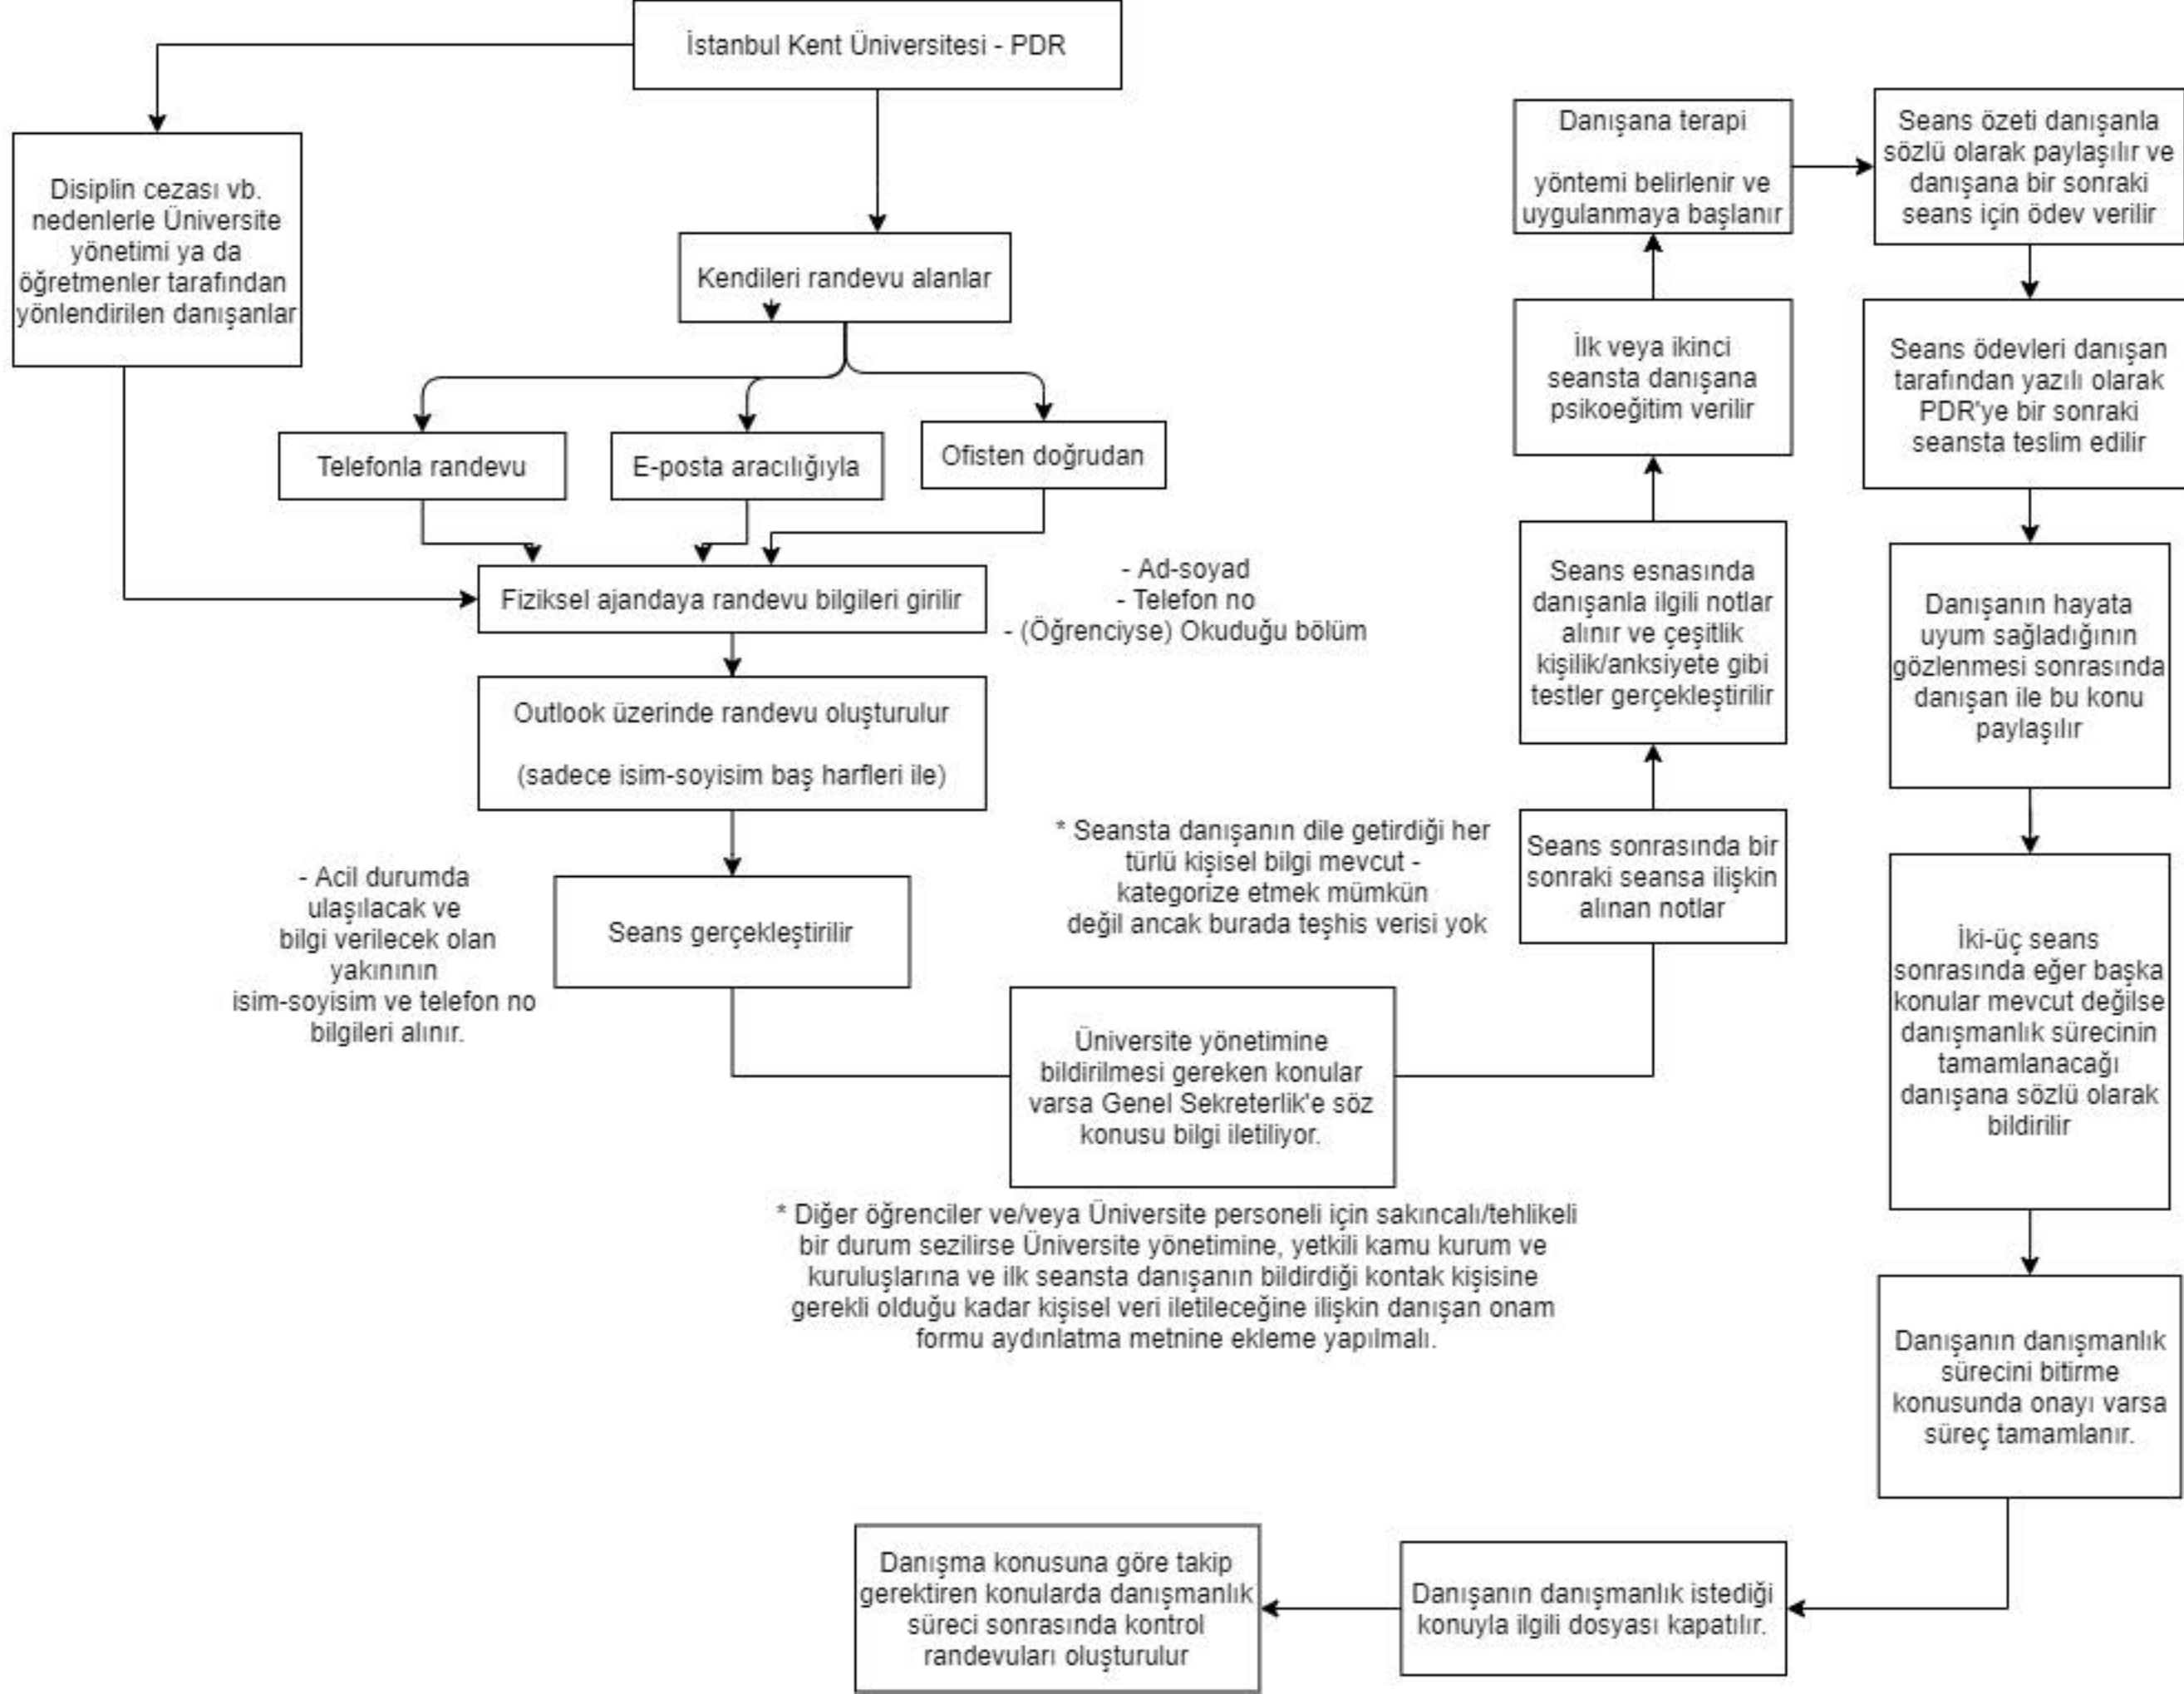 İstanbul Kent Üniversitesi - PDR
Disiplin cezası vb.
nedenlerle Üniversite
yönetimi ya da
öğretmenler tarafından
yönlendirilen danışanlar
Kendileri randevu alanlar
Telefonla randevu
E-posta aracılığıyla
Ofisten doğrudan
Fiziksel ajandaya randevu bilgileri girilir
- Ad-soyad
- Telefon no
- (Öğrenciyse) Okuduğu bölüm
Outlook üzerinde randevu oluşturulur
(sadece isim-soyisim baş harfleri ile)
- Acil durumda
ulaşılacak ve
bilgi verilecek olan
yakınının
isim-soyisim ve telefon no
bilgileri alınır.
Seans gerçekleştirilir
Üniversite yönetimine
bildirilmesi gereken konular
varsa Genel Sekreterlik'e söz
konusu bilgi iletiliyor.
* Diğer öğrenciler ve/veya Üniversite personeli için sakıncalı/tehlikeli
bir durum sezilirse Üniversite yönetimine, yetkili kamu kurum ve
kuruluşlarına ve ilk seansta danışanın bildirdiği kontak kişisine
gerekli olduğu kadar kişisel veri iletileceğine ilişkin danışan onam
formu aydınlatma metnine ekleme yapılmalı.
* Seansta danışanın dile getirdiği her
türlü kişisel bilgi mevcut -
kategorize etmek mümkün
değil ancak burada teşhis verisi yok
Seans sonrasında bir
sonraki seansa ilişkin
alınan notlar
Seans esnasında
danışanla ilgili notlar
alınır ve çeşitlik
kişilik/anksiyete gibi
testler gerçekleştirilir
İlk veya ikinci
seansta danışana
psikoeğitim verilir
Danışana terapi
yöntemi belirlenir ve
uygulanmaya başlanır
Seans özeti danışanla
sözlü olarak paylaşılır ve
danışana bir sonraki
seans için ödev verilir
Seans ödevleri danışan
tarafından yazılı olarak
PDR'ye bir sonraki
seansta teslim edilir
Danışanın hayata
uyum sağladığının
gözlenmesi sonrasında
danışan ile bu konu
paylaşılır
İki-üç seans
sonrasında eğer başka
konular mevcut değilse
danışmanlık sürecinin
tamamlanacağı
danışana sözlü olarak
bildirilir
Danışanın danışmanlık
sürecini bitirme
konusunda onayı varsa
süreç tamamlanır.
Danışanın danışmanlık istediği
konuyla ilgili dosyası kapatılır.
Danışma konusuna göre takip
gerektiren konularda danışmanlık
süreci sonrasında kontrol
randevuları oluşturulur